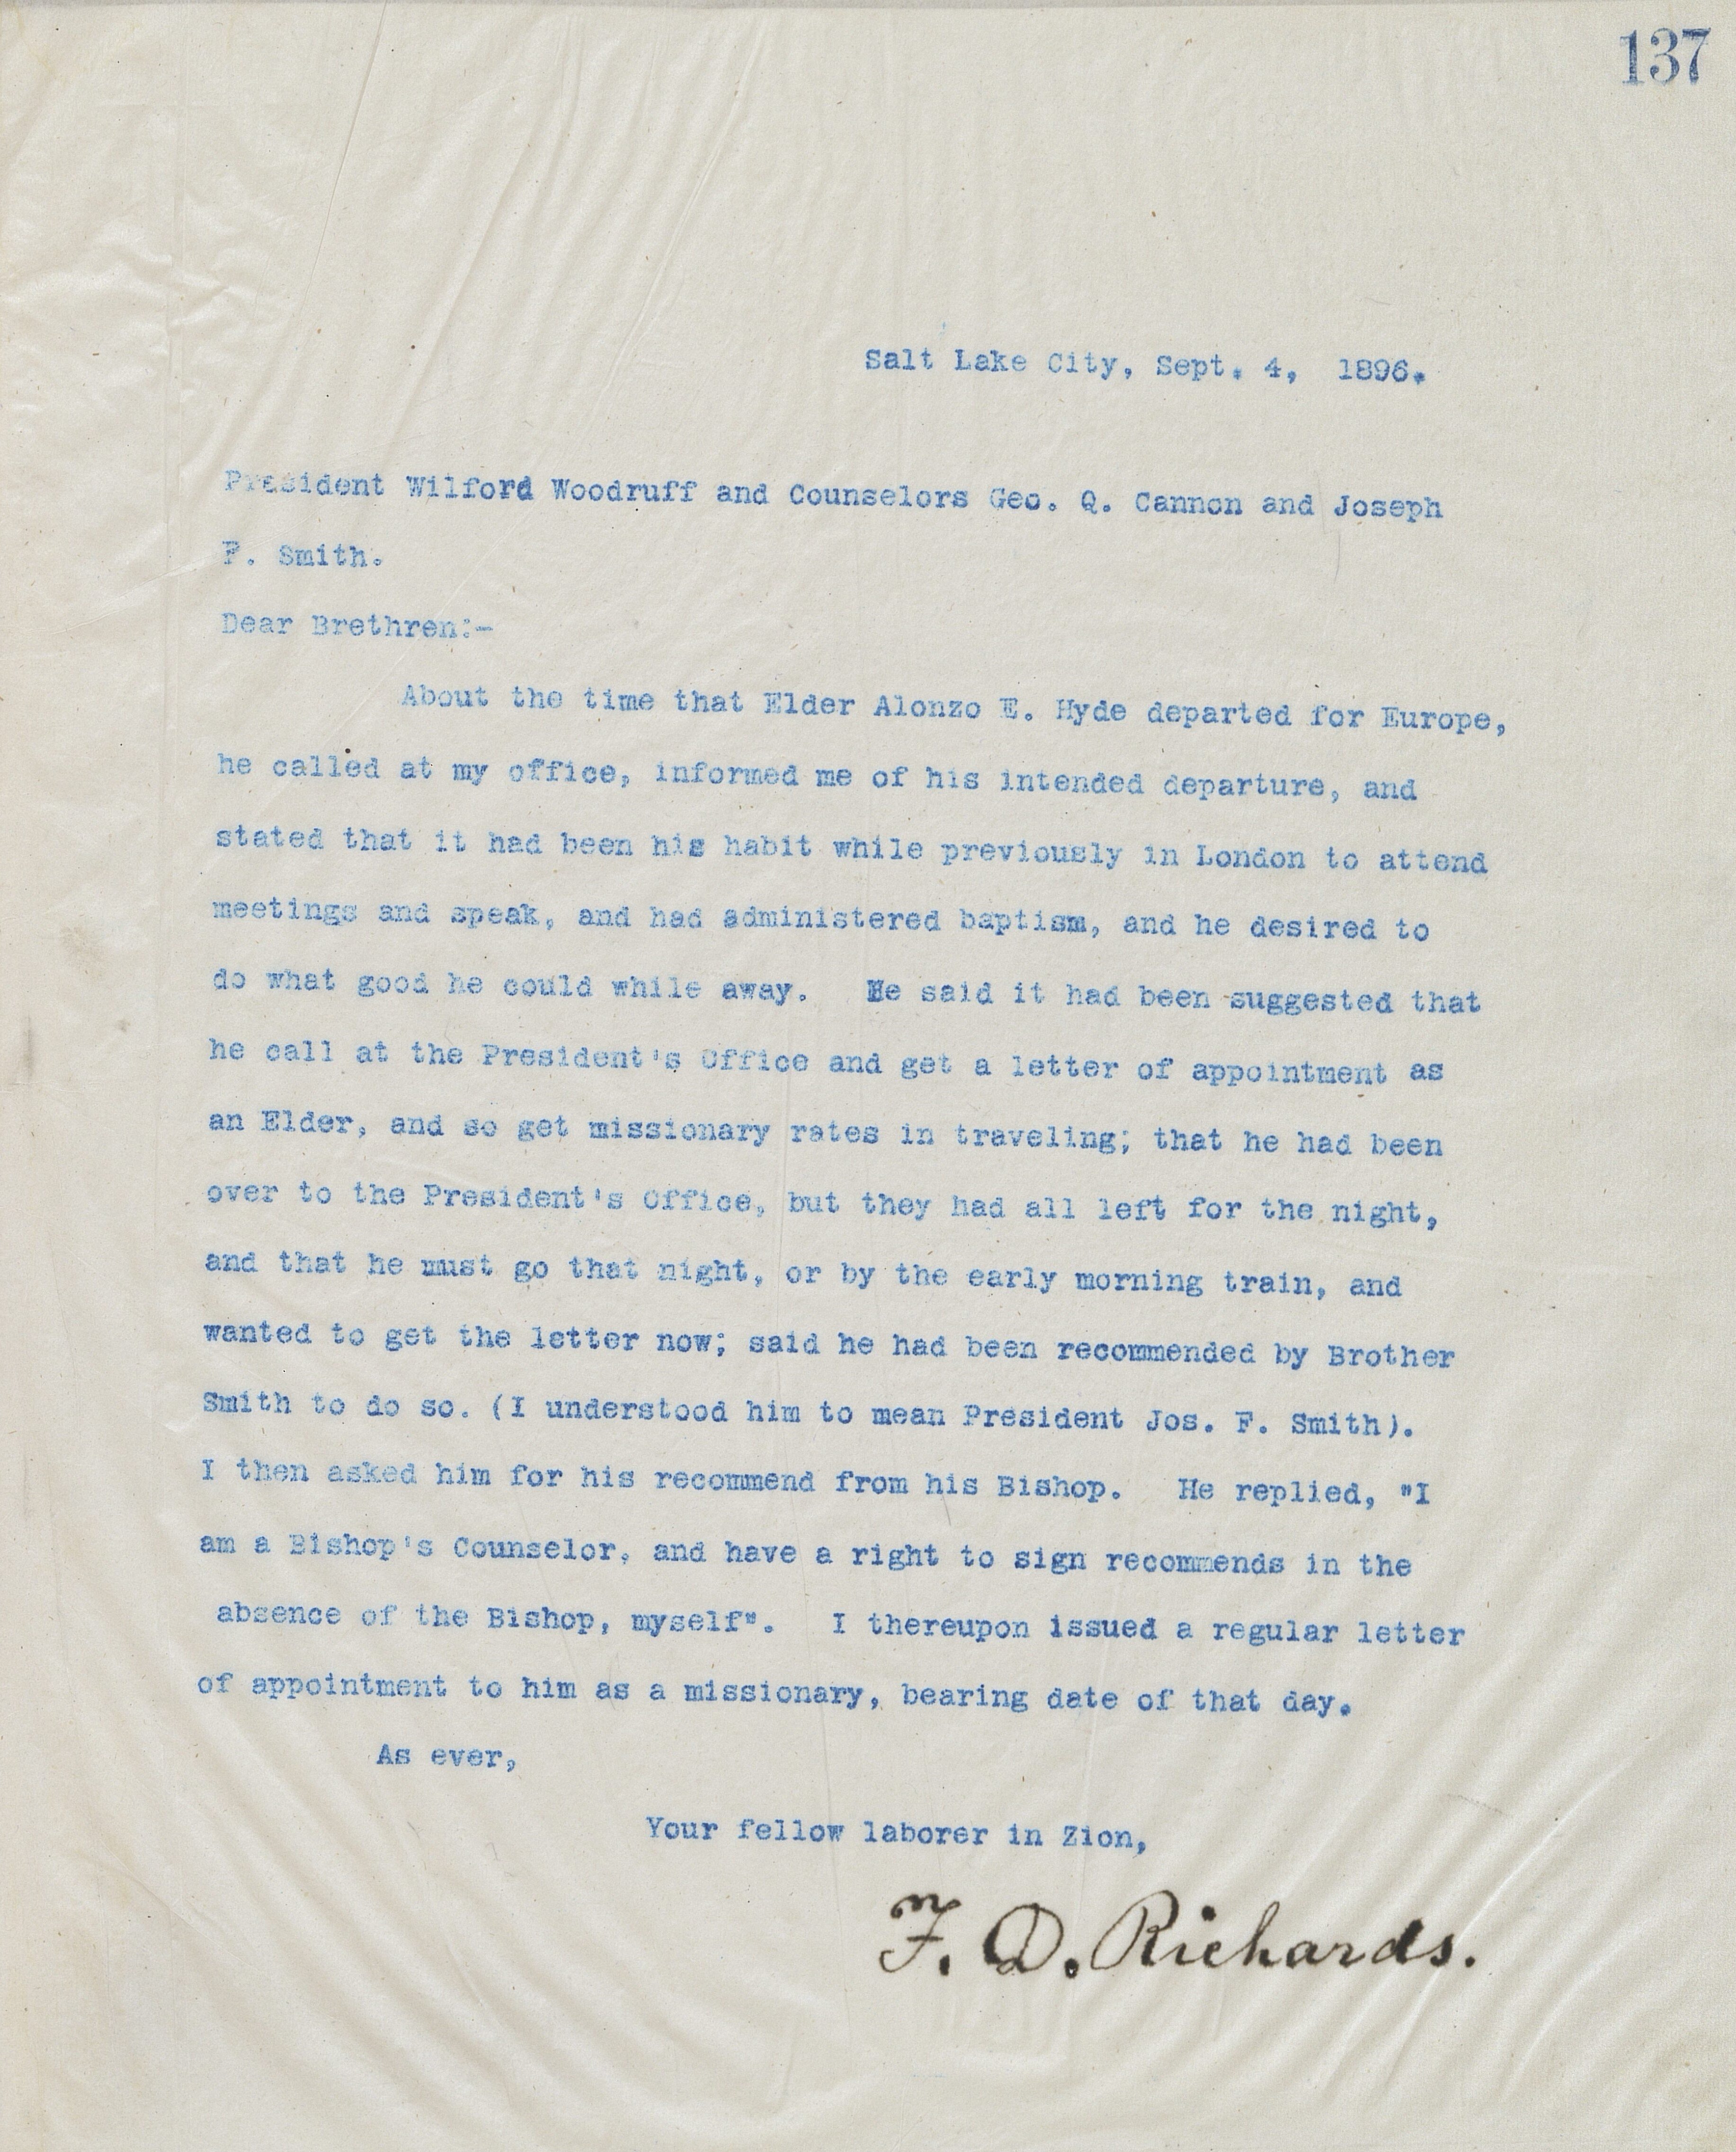 137
Salt Lake City, Sept. 4, 1896.
President Wilford Woodruff and Counselors Geo. Q. Cannon and Joseph
F. Smith.
Dear Brethren:-
About the time that Elder Alonzo E. Hyde departed for Europe,
he called at my office, informed me of his intended departure, and
stated that it had been his habit while previously in London to attend
meetings and speak, and had administered baptism, and he desired to
do what good he could while away. He said it had been suggested that
he call at the President's Office and get a letter of appointment as
an Elder, and so get missionary rates in traveling; that he had been
over to the President's Office, but they had all left for the night,
and that he must go that night, or by the early morning train, and
wanted to get the letter now; said he had been recommended by Brother
Smith to do so. (I understood him to mean President Jos. F. Smith).
I then asked him for his recommend from his Bishop. He replied, "I
am a Bishop's Counselor, and have a right to sign recommends in the
absence of the Bishop, myself". I thereupon issued a regular letter
of appointment to him as a missionary, bearing date of that day.
As ever,
Your fellow laborer in Zion,
F. D. Richards.